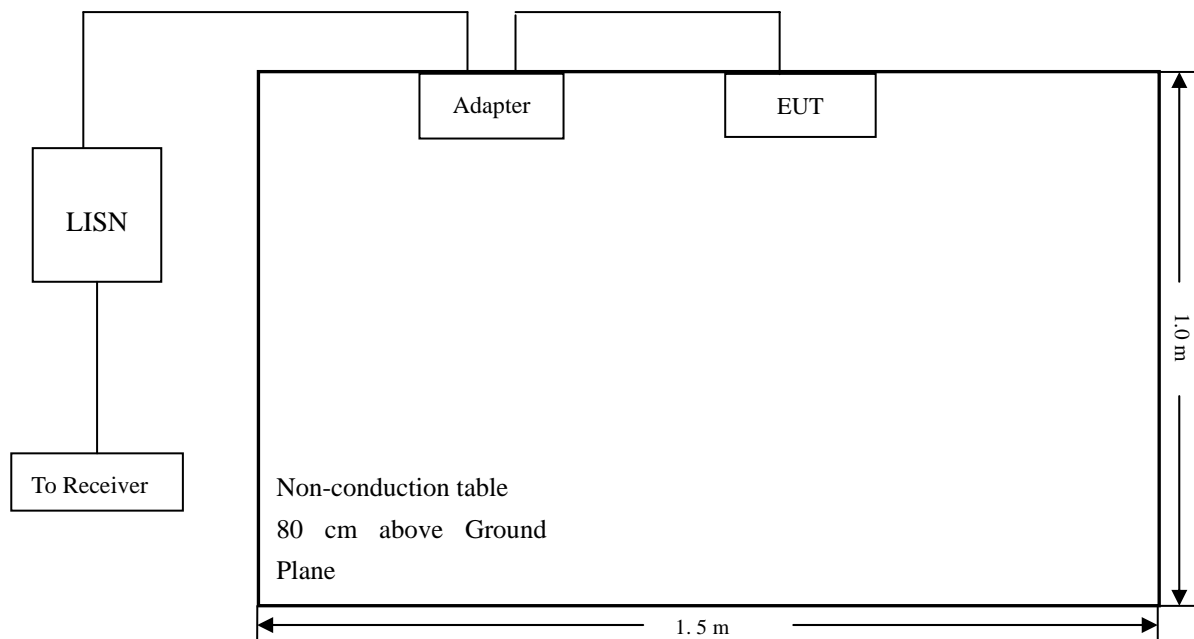 Adapter
EUT
LISN
To Receiver
Non-conduction table
80 cm above Ground
Plane
1.0 m
1. 5 m